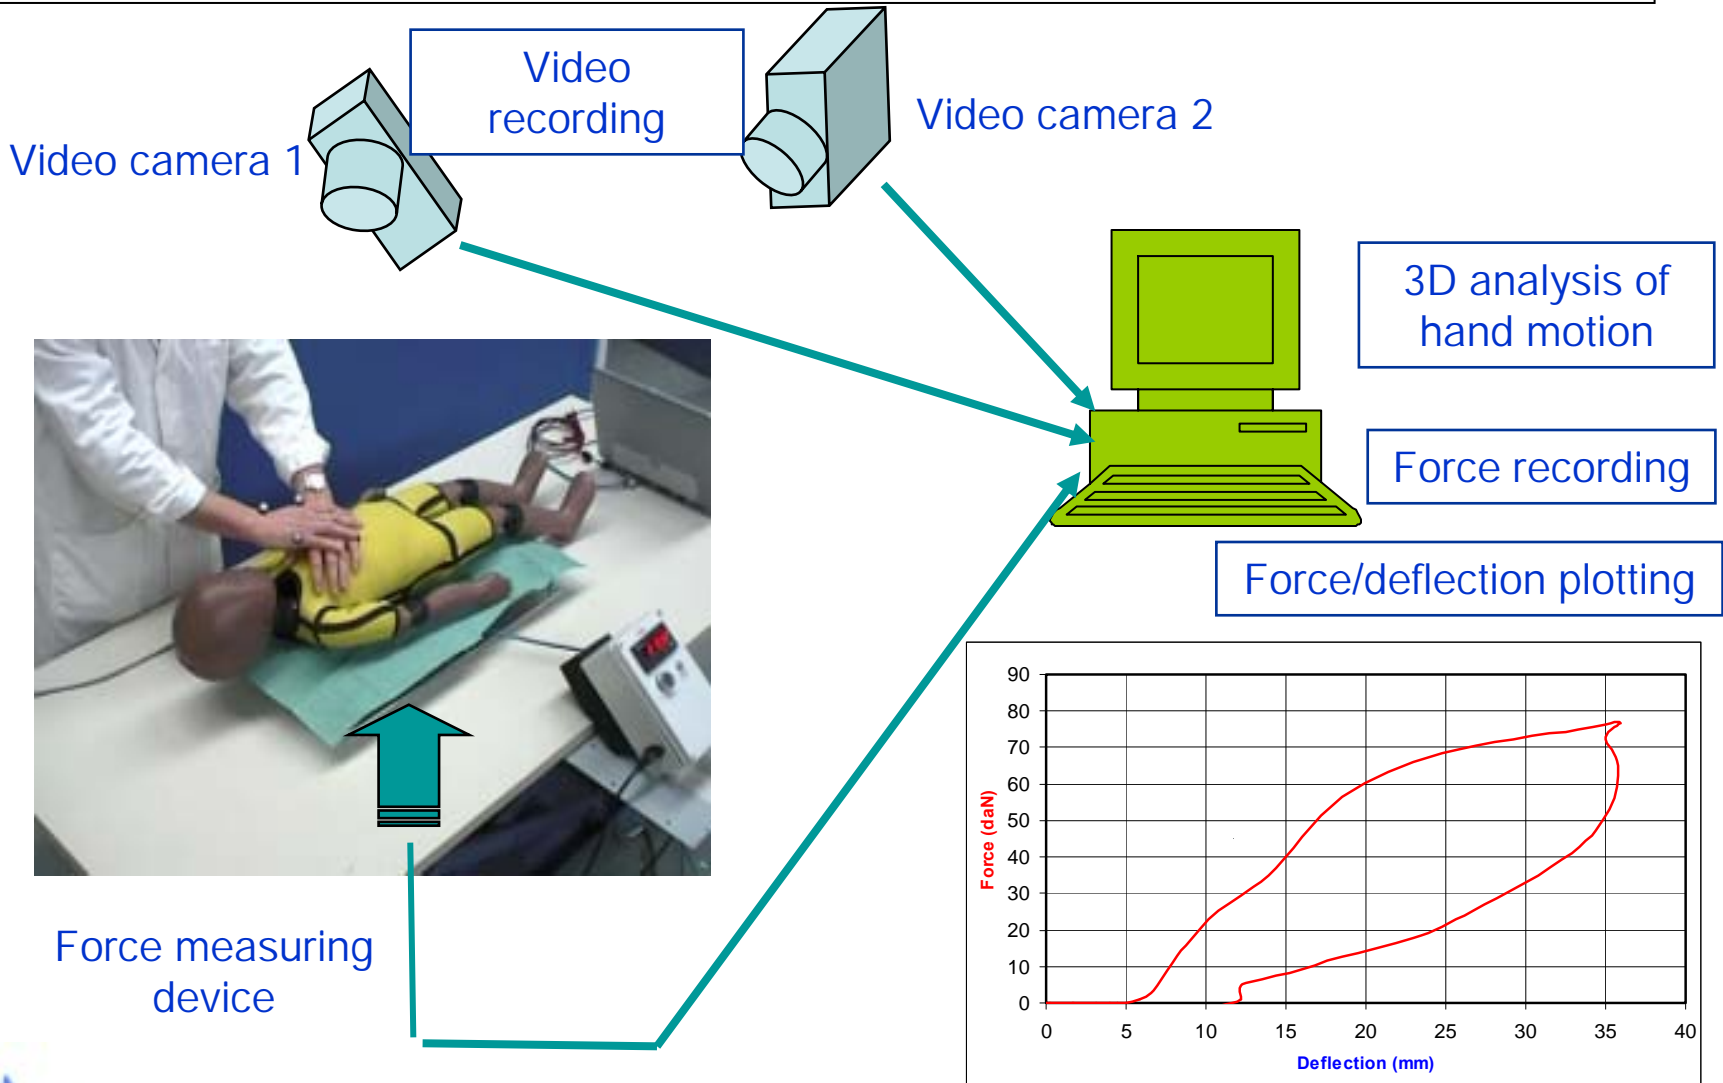 Video
recording
Video camera 2
Video camera 1
3D analysis of
hand motion
Force recording
Force/deflection plotting
Force measuring
device
90
80
70
60
50
40
30
20
10
0
Force (daN)
0 5 10 15 20 25 30 35 40
Deflection (mm)